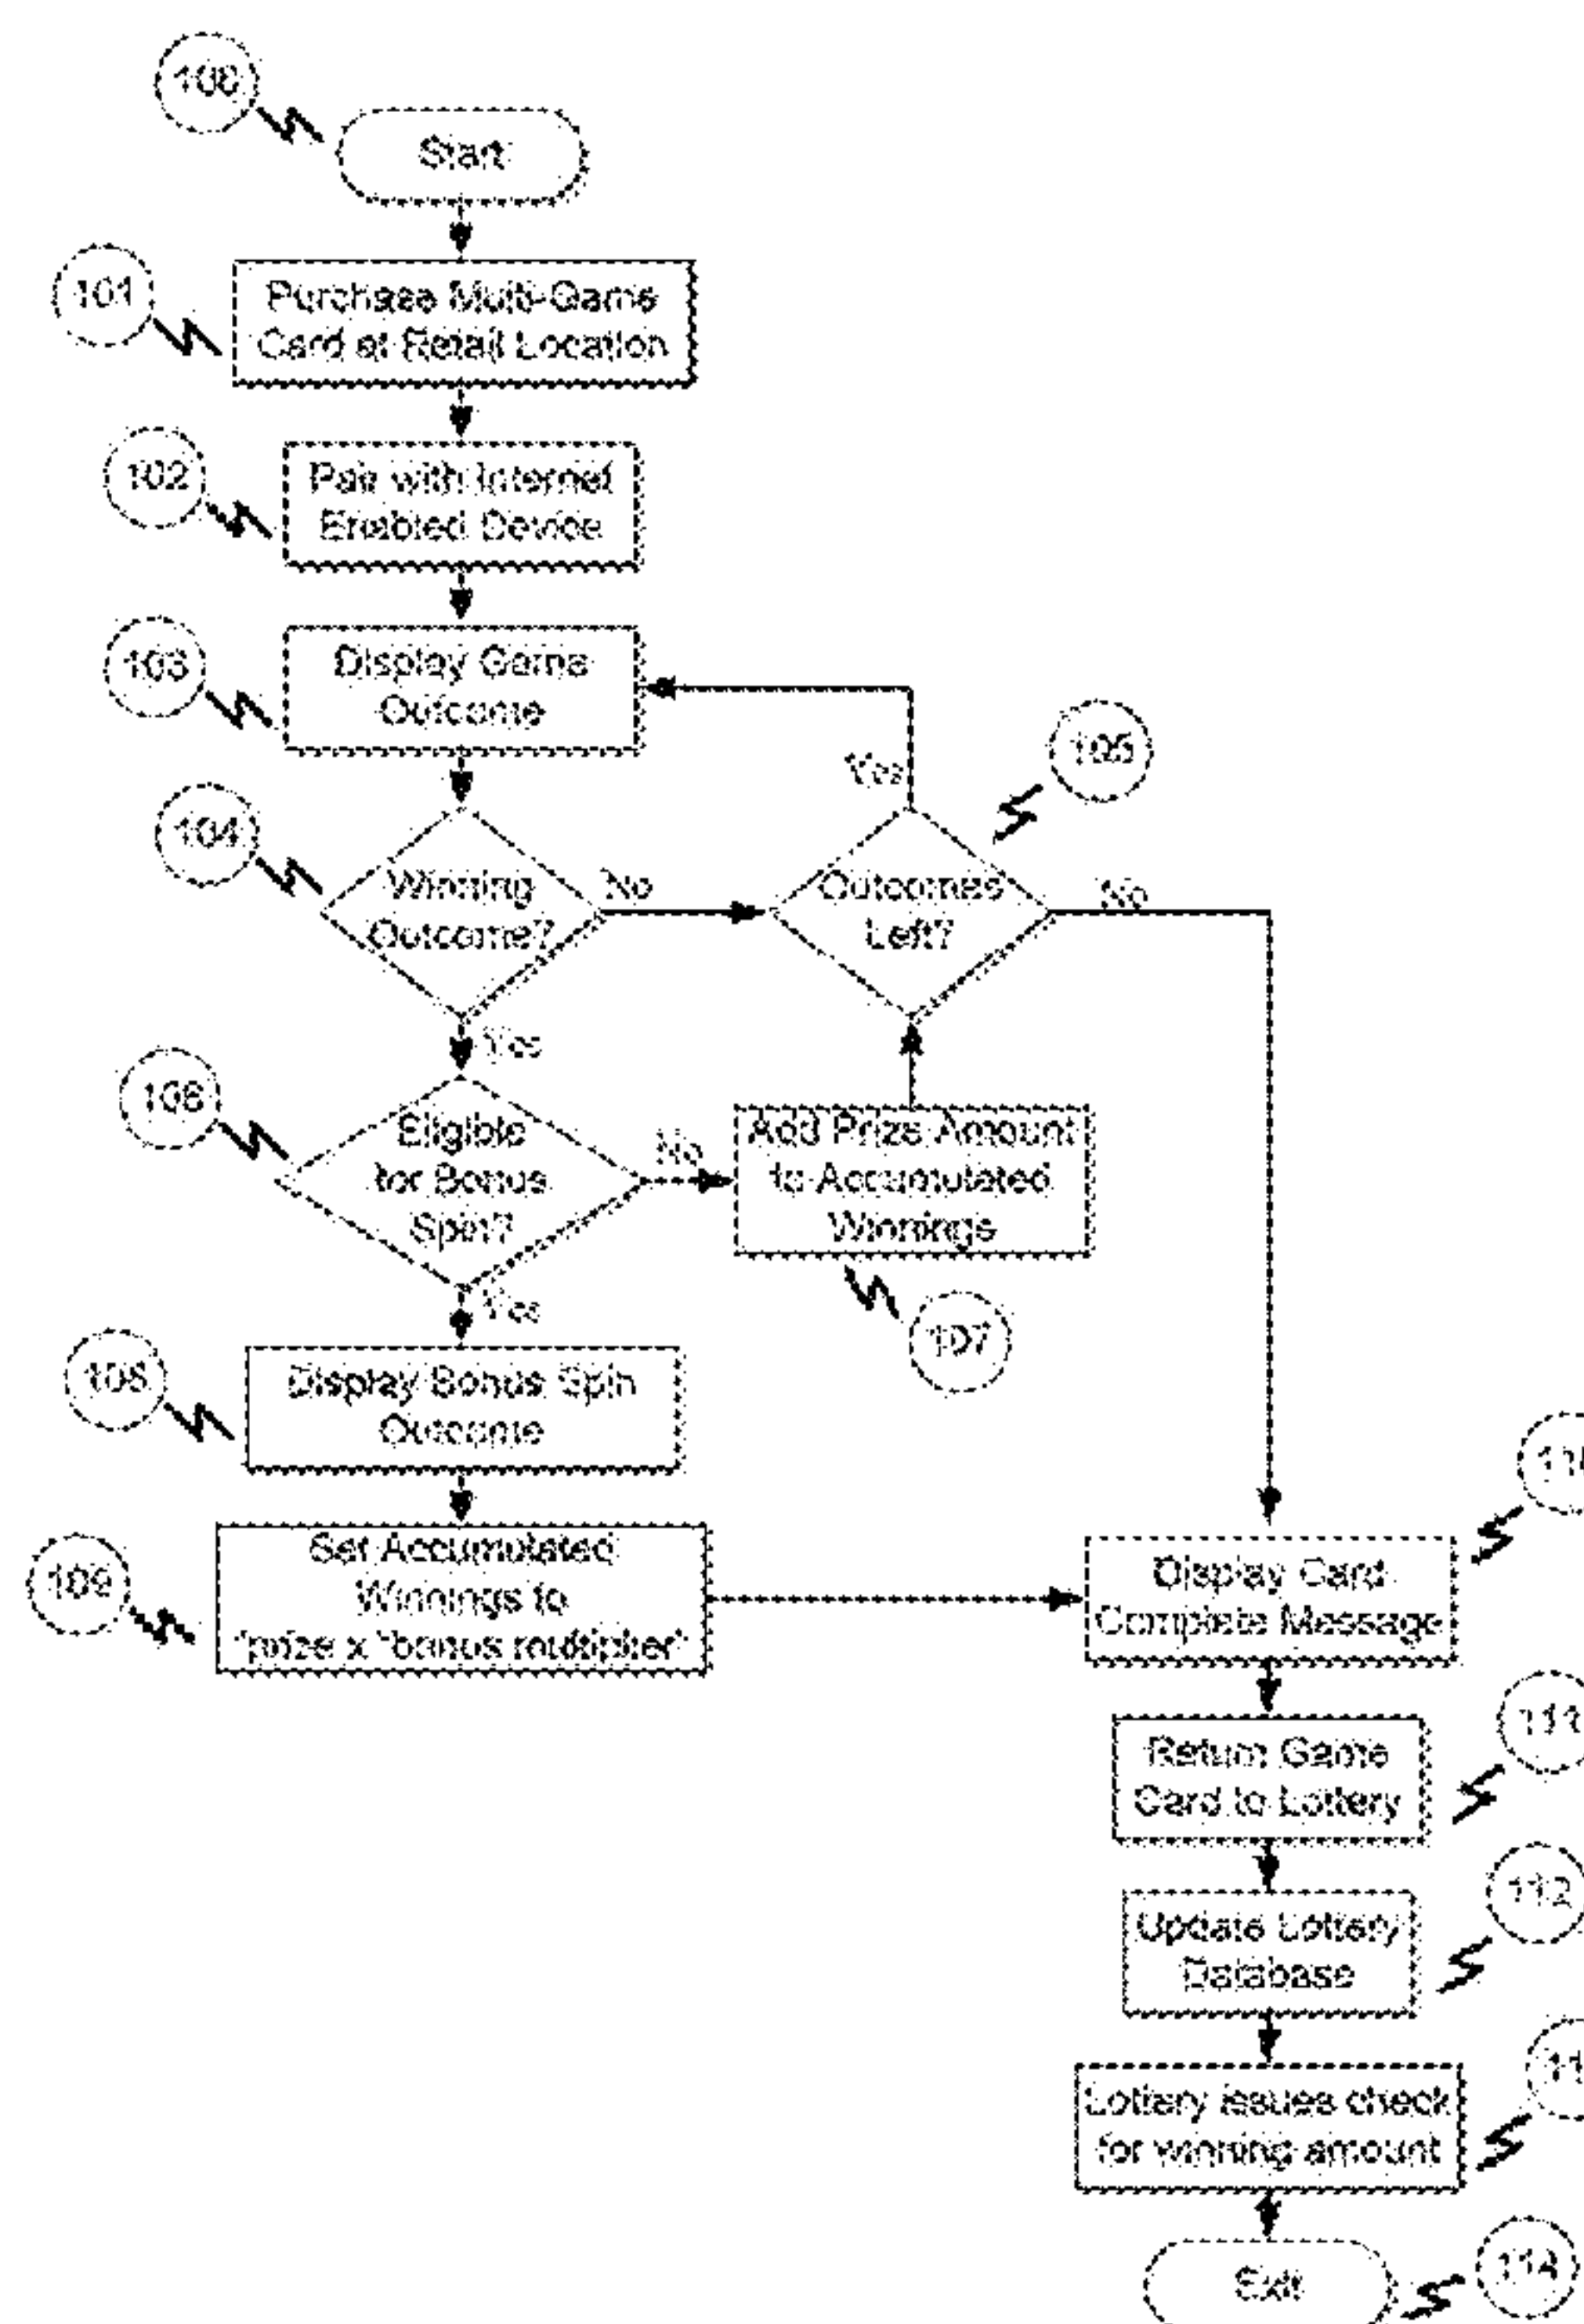 100
Start
101
Purchase Multi-Game
Card at Retail Location
102
Pair with Internet
Enabled Device
103
Display Game
Outcome
Yes
105
104
Winning
Outcome?
No
Outcomes
Left?
No
Yes
106
Eligible
for Bonus
Spin?
No
Add Prize Amount
to Accumulated
Winnings
Yes
107
108
Display Bonus Spin
Outcome
109
Set Accumulated
Winnings to
"prize x "bonus multiplier"
Display Card
Complete Message
111
Return Game
Card to Lottery
112
Update Lottery
Database
Lottery issues check
for winning amount
114
Exit